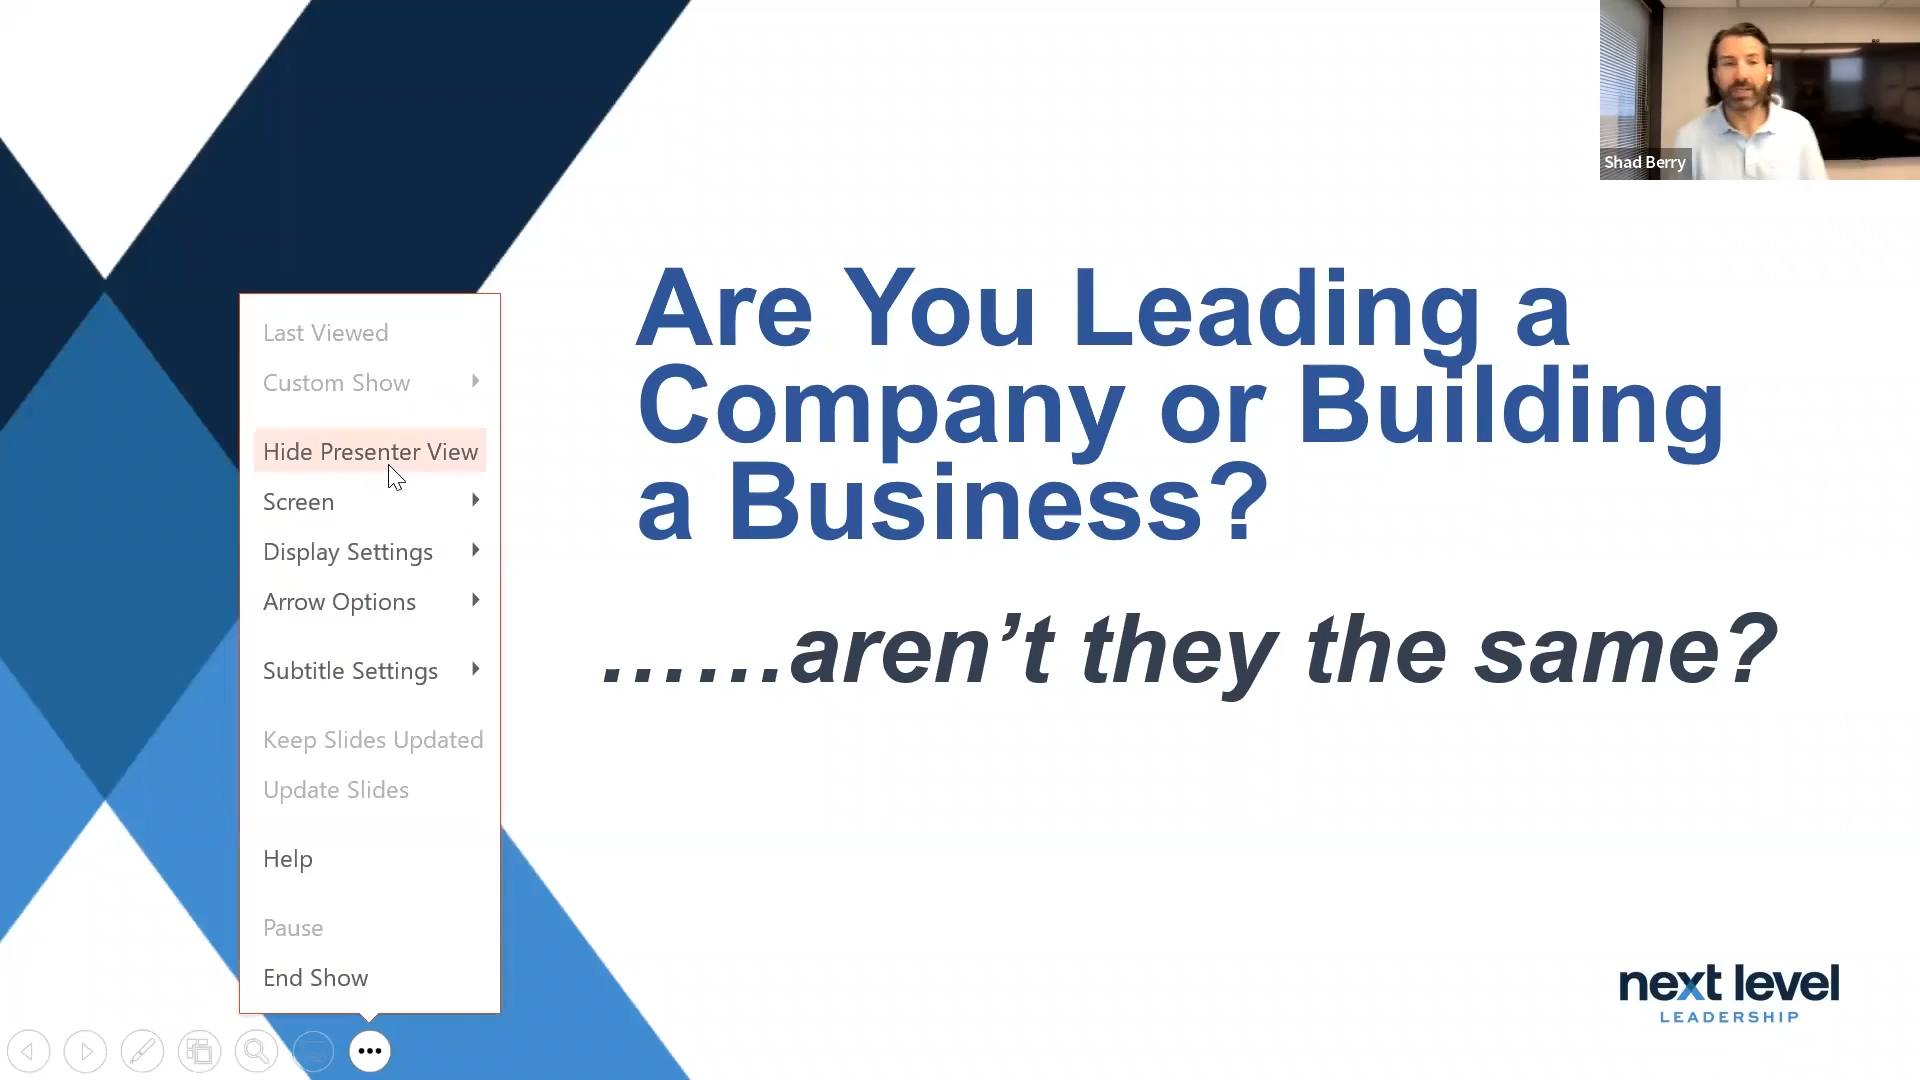 Shad Berry
Are You Leading a
Company or Building
a Business?
……aren’t they the same?
Last Viewed
Custom Show
Hide Presenter View
Screen
Display Settings
Arrow Options
Subtitle Settings
Keep Slides Updated
Update Slides
Help
Pause
End Show
next level
LEADERSHIP